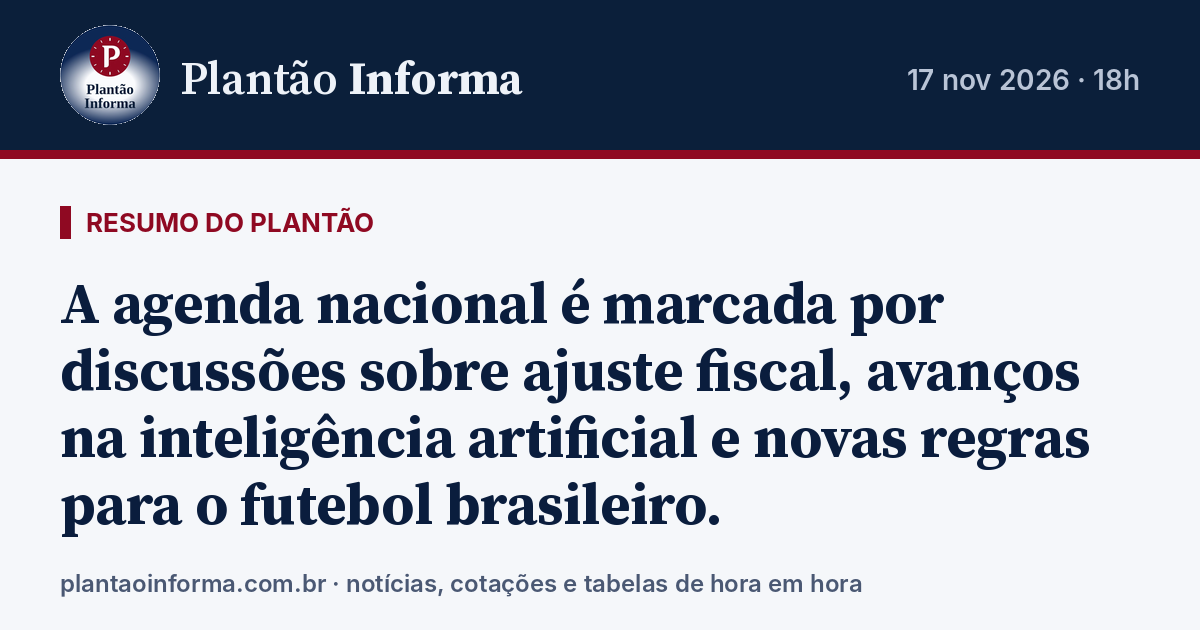 P
Plantão
Informa
Plantão Informa
17 nov 2026 · 18h
RESUMO DO PLANTÃO
A agenda nacional é marcada por
discussões sobre ajuste fiscal, avanços
na inteligência artificial e novas regras
para o futebol brasileiro.
plantaoinforma.com.br · notícias, cotações e tabelas de hora em hora